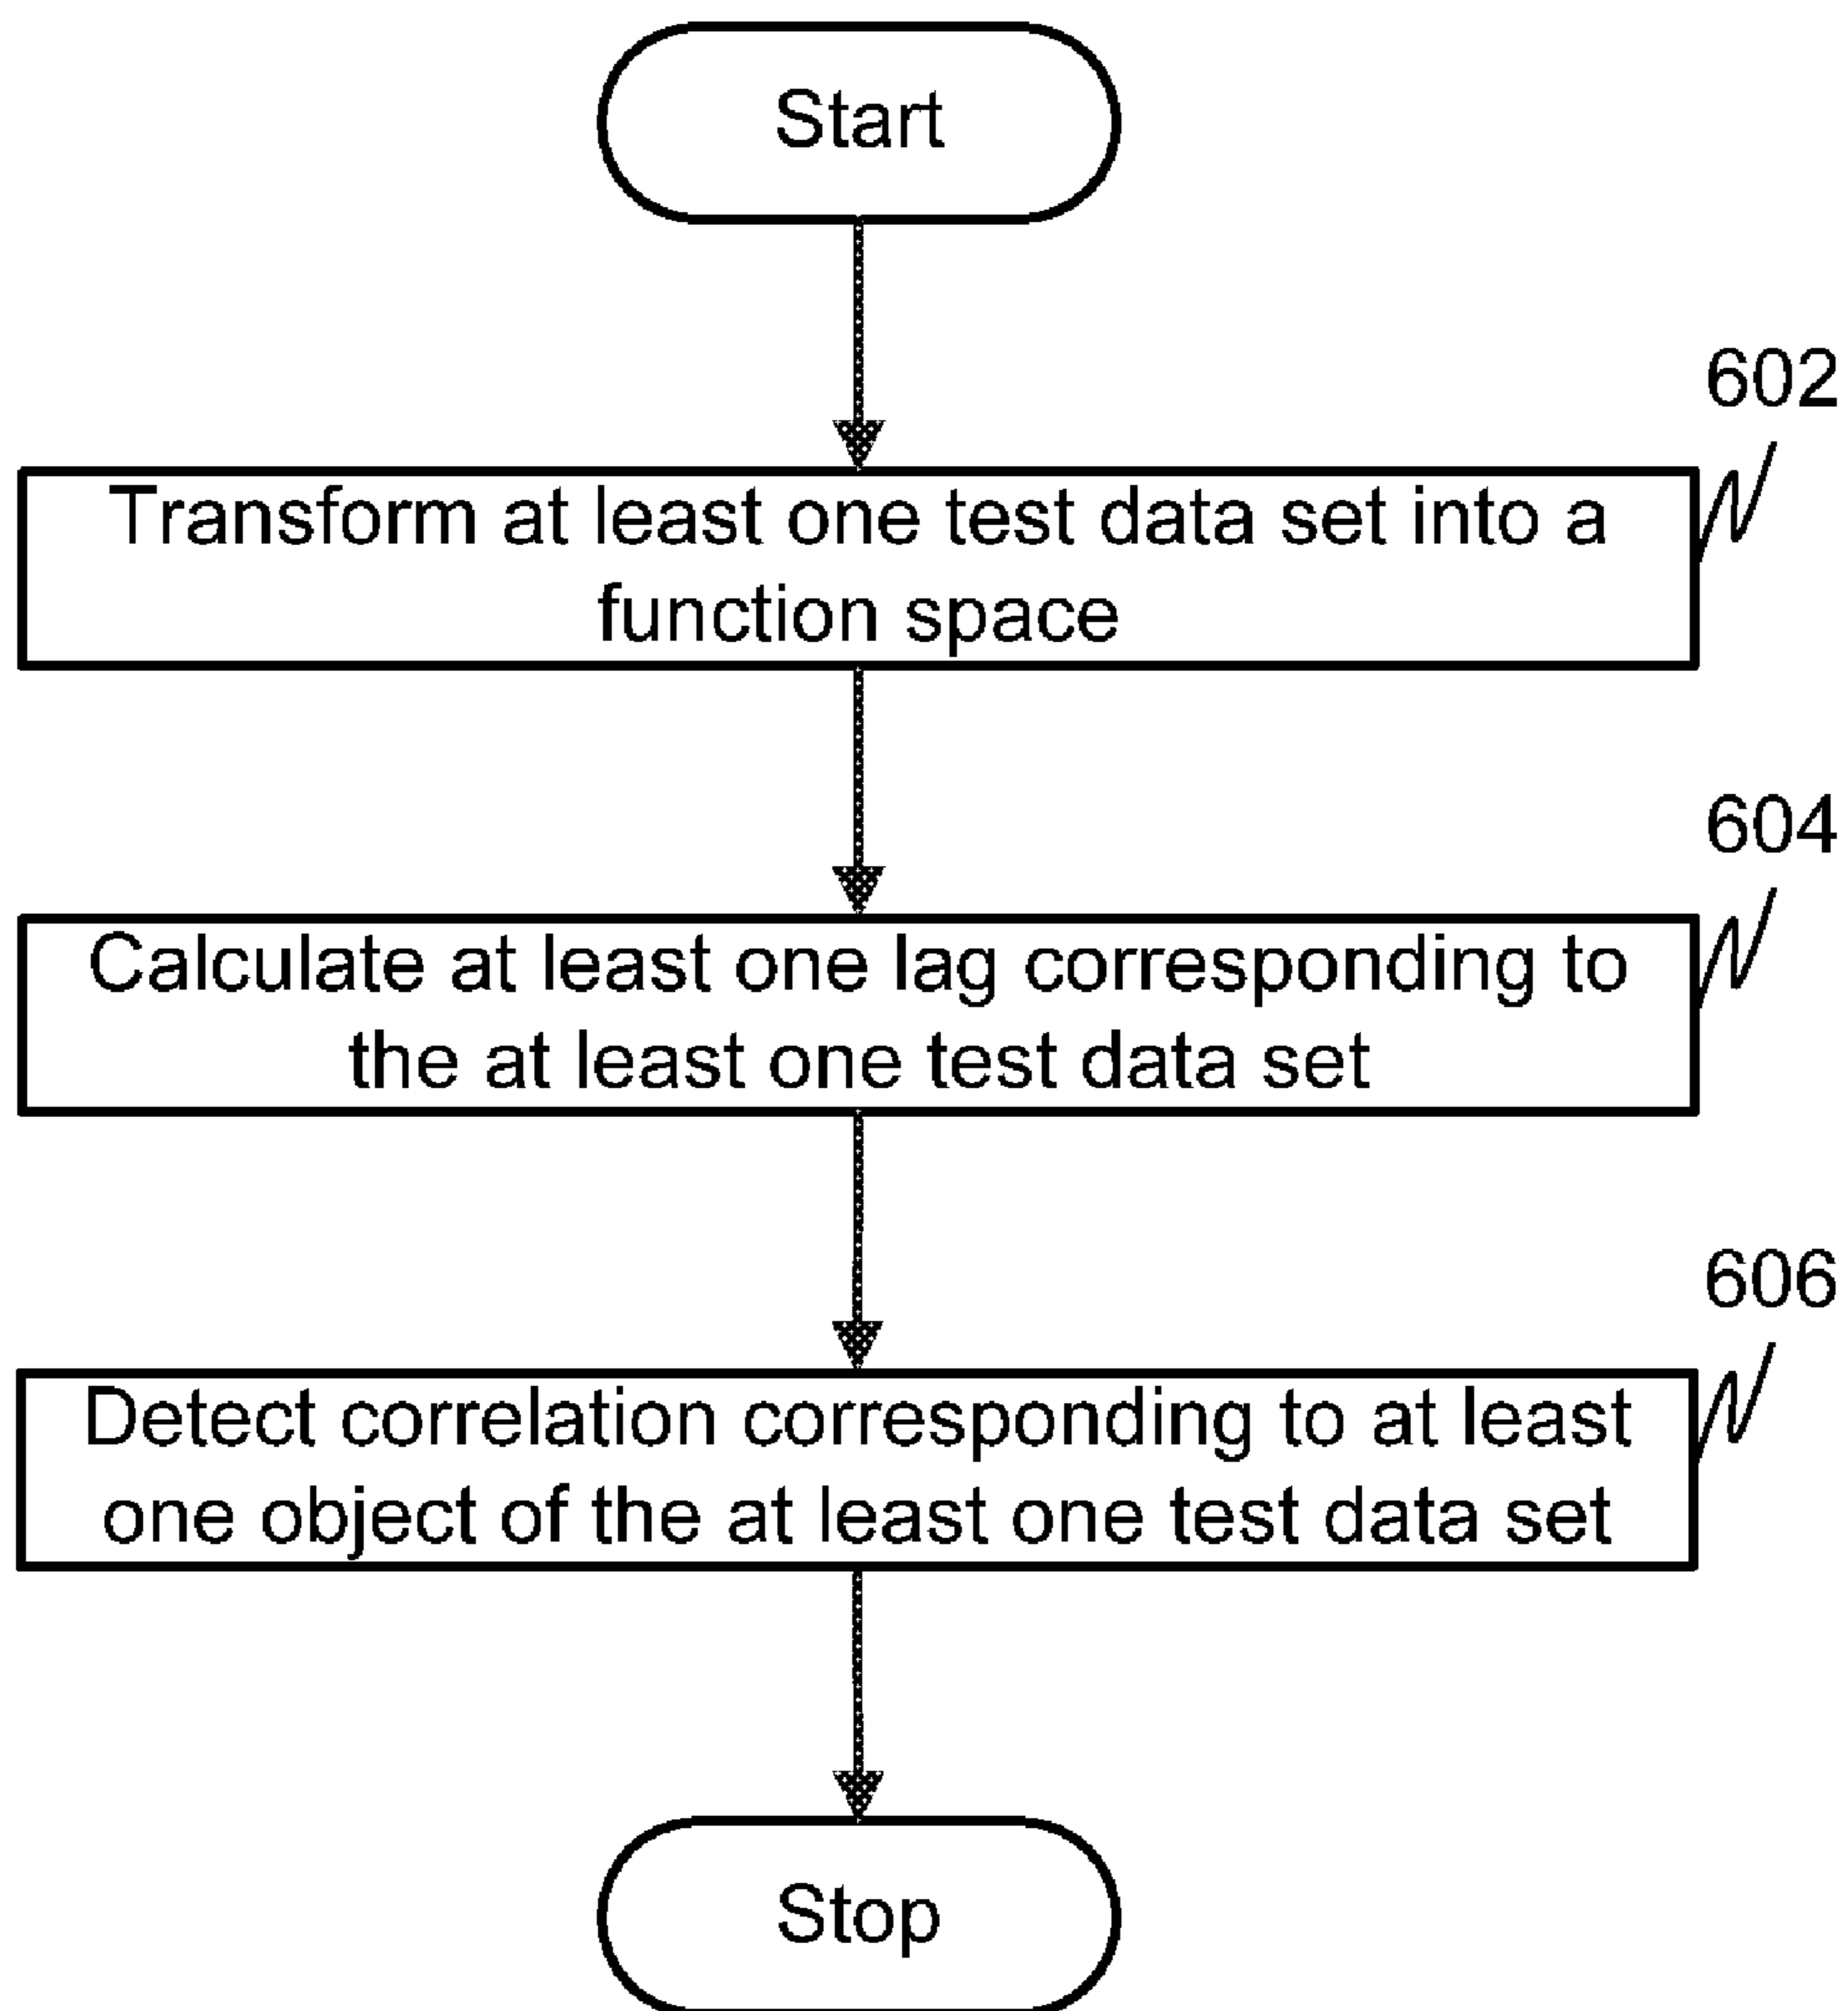 Start
602
Transform at least one test data set into a
function space
604
Calculate at least one lag corresponding to
the at least one test data set
606
Detect correlation corresponding to at least
one object of the at least one test data set
Stop